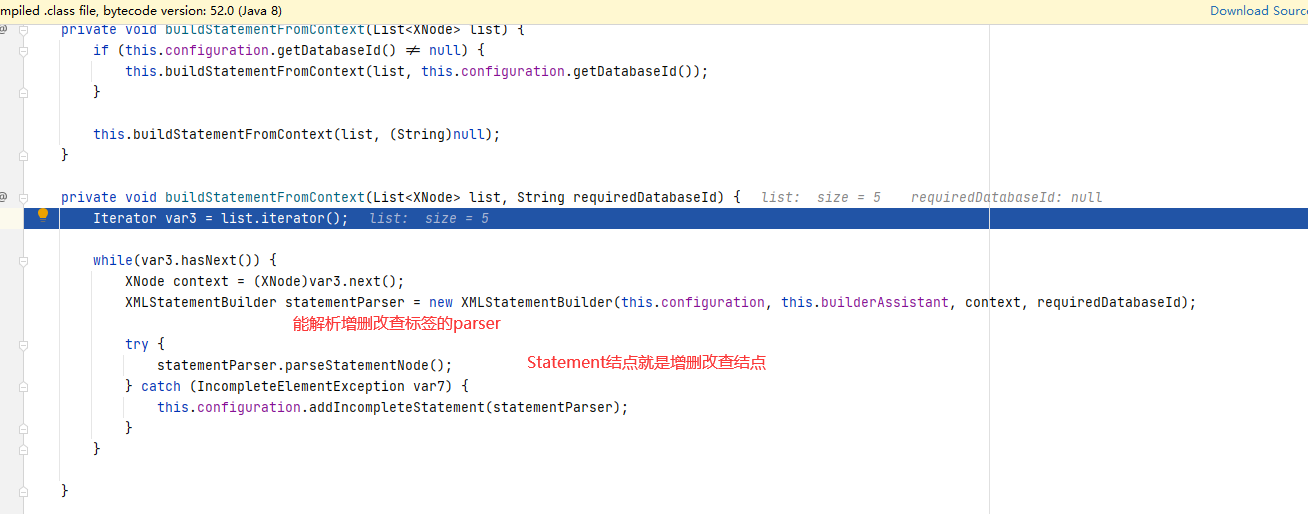 mpiled .class file, bytecode version: 52.0 (Java 8) Download Sourc
private void buildStatementFromContext(List<XNode> list) {
if (this.configuration.getDatabaseId() ≠ null) {
this.buildStatementFromContext(list, this.configuration.getDatabaseId());
}
this.buildStatementFromContext(list, (String)null);
}
private void buildStatementFromContext(List<XNode> list, String requiredDatabaseId) { list: size = 5 requiredDatabaseId: null
Iterator var3 = list.iterator(); list: size = 5
while(var3.hasNext()) {
XNode context = (XNode)var3.next();
XMLStatementBuilder statementParser = new XMLStatementBuilder(this.configuration, this.builderAssistant, context, requiredDatabaseId);
能解析增删改查标签的parser
try {
statementParser.parseStatementNode();
Statement结点就是增删改查结点
} catch (IncompleteElementException var7) {
this.configuration.addIncompleteStatement(statementParser);
}
}
}